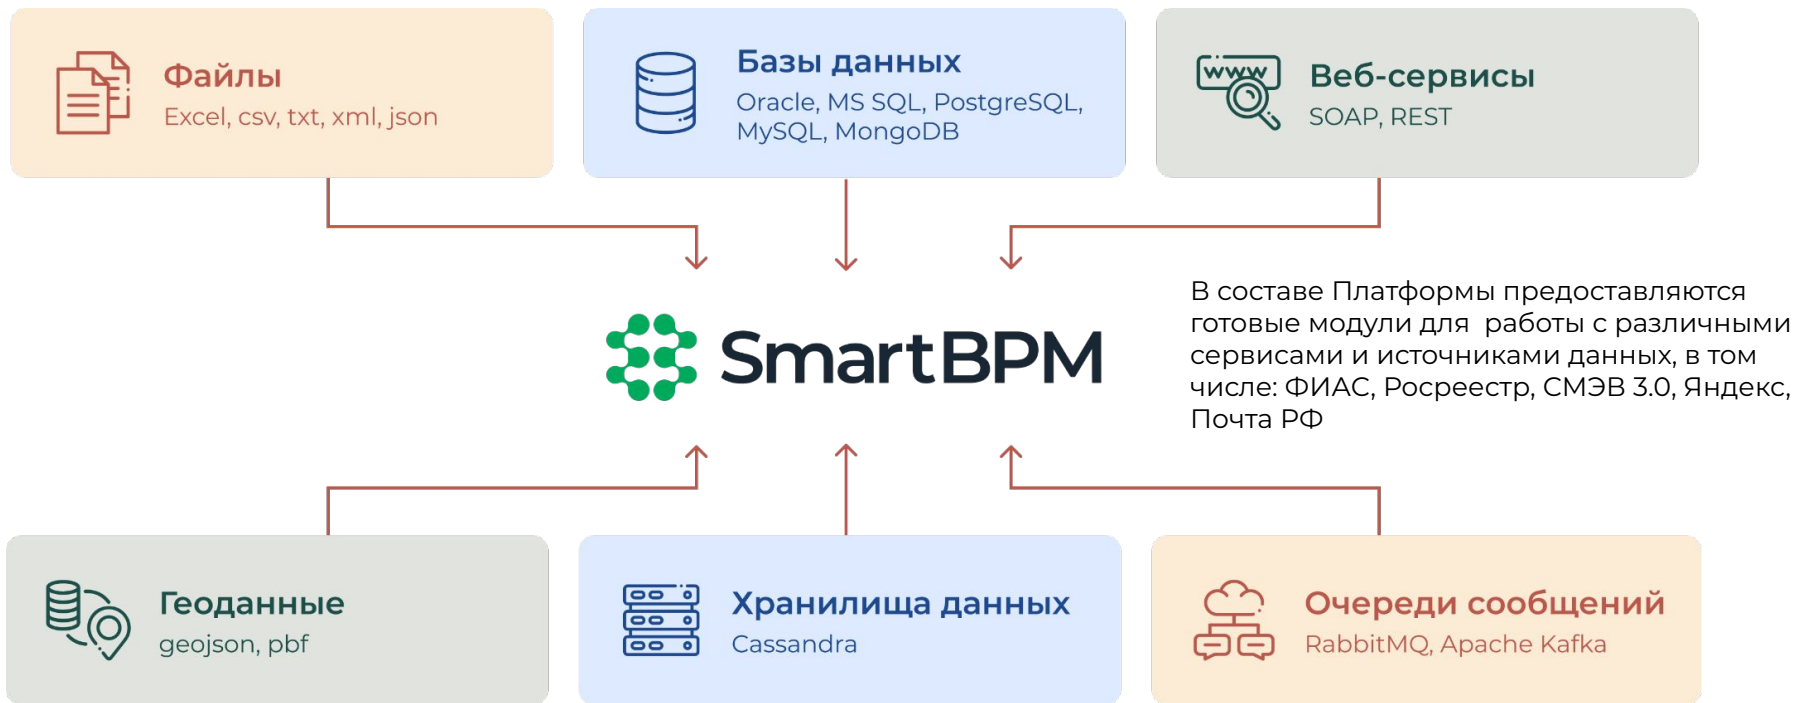 Файлы
Excel, csv, txt, xml, json
Базы данных
Oracle, MS SQL, PostgreSQL,
MySQL, MongoDB
www
Веб-сервисы
SOAP, REST
SmartBPM
В составе Платформы предоставляются
готовые модули для  работы с различными
сервисами и источниками данных, в том
числе: ФИАС, Росреестр, СМЭВ 3.0, Яндекс,
Почта РФ
Геоданные
geojson, pbf
Хранилища данных
Cassandra
Очереди сообщений
RabbitMQ, Apache Kafka